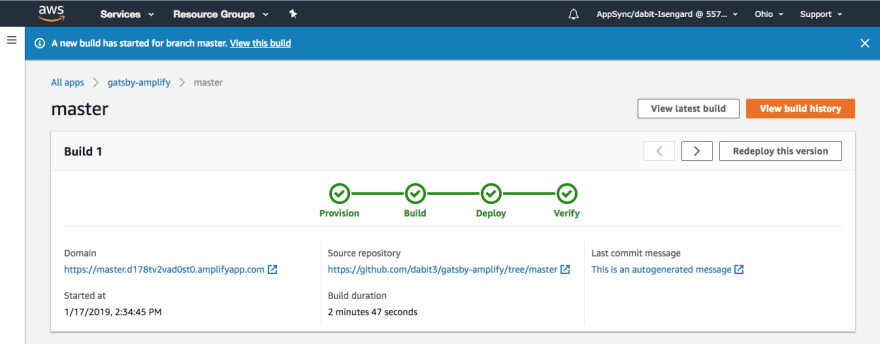 aws
Services
Resource Groups
AppSync/dabit-Isengard @ 557...
Ohio
Support
A new build has started for branch master. View this build
All apps > gatsby-amplify > master
master
View latest build
View build history
Build 1
Redeploy this version
Provision
Build
Deploy
Verify
Domain
https://master.d178tv2vad0st0.amplifyapp.com
Started at
1/17/2019, 2:34:45 PM
Source repository
https://github.com/dabit3/gatsby-amplify/tree/master
Build duration
2 minutes 47 seconds
Last commit message
This is an autogenerated message